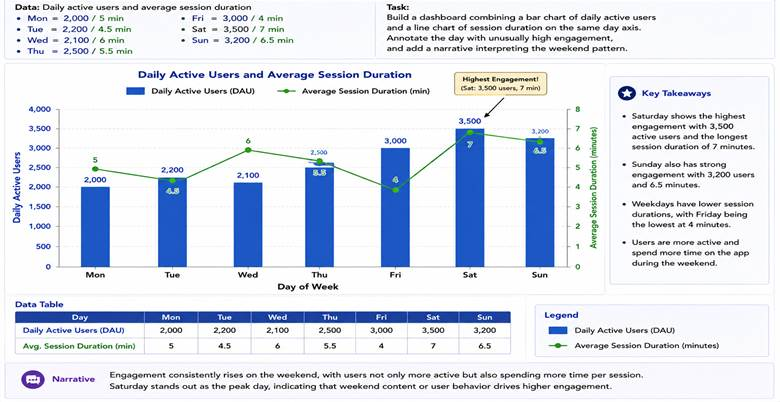 Data: Daily active users and average session duration
• Mon = 2,000 / 5 min
• Tue = 2,200 / 4.5 min
• Wed = 2,100 / 6 min
• Thu = 2,500 / 5.5 min
• Fri = 3,000 / 4 min
• Sat = 3,500 / 7 min
• Sun = 3,200 / 6.5 min
Task:
Build a dashboard combining a bar chart of daily active users
and a line chart of session duration on the same day axis.
Annotate the day with unusually high engagement,
and add a narrative interpreting the weekend pattern.
Daily Active Users and Average Session Duration
Daily Active Users (DAU) Average Session Duration (min)
Highest Engagement!
(Sat: 3,500 users, 7 min)
Daily Active Users
4,000
3,500
3,000
2,500
2,000
1,500
1,000
500
0
5
2,000
2,200
4.5
6
2,100
2,500
5.5
3,000
4
3,500
7
3,200
6.5
8
7
6
5
4
3
2
1
0
Average Session Duration (minutes)
Mon Tue Wed Thu Fri Sat Sun
Day of Week
Key Takeaways
• Saturday shows the highest
engagement with 3,500
active users and the longest
session duration of 7 minutes.
• Sunday also has strong
engagement with 3,200 users
and 6.5 minutes.
• Weekdays have lower session
durations, with Friday being
the lowest at 4 minutes.
• Users are more active and
spend more time on the app
during the weekend.
Data Table
Day Mon Tue Wed Thu Fri Sat Sun
Daily Active Users (DAU) 2,000 2,200 2,100 2,500 3,000 3,500 3,200
Avg. Session Duration (min) 5 4.5 6 5.5 4 7 6.5
Legend
Daily Active Users (DAU)
Average Session Duration (minutes)
Narrative
Engagement consistently rises on the weekend, with users not only more active but also spending more time per session.
Saturday stands out as the peak day, indicating that weekend content or user behavior drives higher engagement.